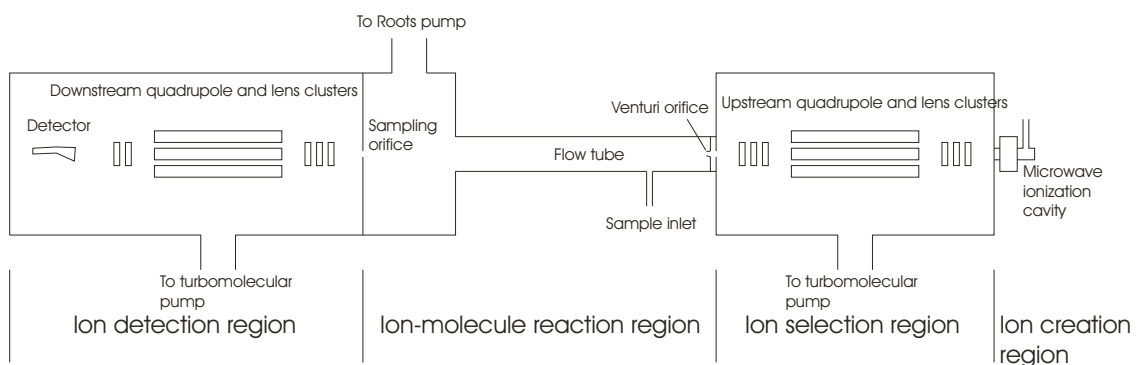 To Roots pump
Downstream quadrupole and lens clusters
Detector
Sampling
orifice
Flow tube
Sample inlet
Venturi orifice
Upstream quadrupole and lens clusters
Microwave
ionization
cavity
To turbomolecular
pump
To turbomolecular
pump
Ion detection region
Ion-molecule reaction region
Ion selection region
Ion creation
region